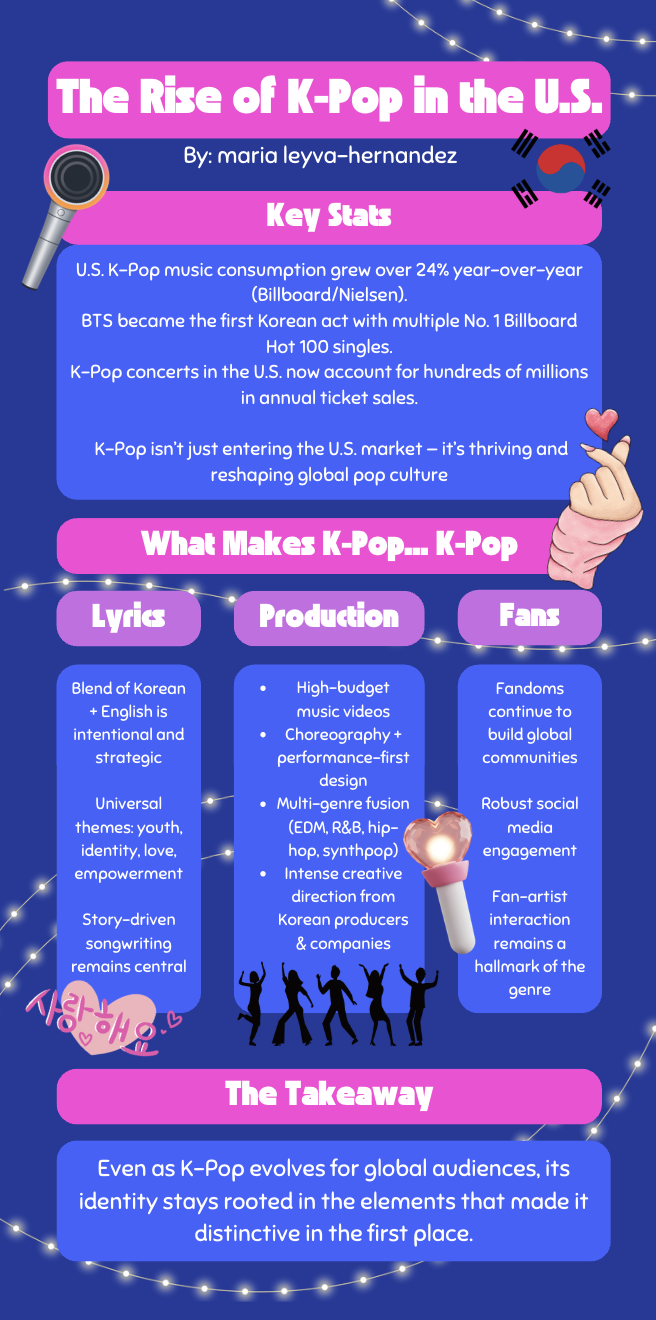 The Rise of K-Pop in the U.S.
By: maria leyva-hernandez
Key Stats
U.S. K-Pop music consumption grew over 24% year-over-year
(Billboard/Nielsen).
BTS became the first Korean act with multiple No. 1 Billboard
Hot 100 singles.
K-Pop concerts in the U.S. now account for hundreds of millions
in annual ticket sales.
K-Pop isn't just entering the U.S. market — it's thriving and
reshaping global pop culture
What Makes K-Pop... K-Pop
Lyrics
Blend of Korean
+ English is
intentional and
strategic
Universal
themes: youth,
identity, love,
empowerment
Story-driven
songwriting
remains central
사랑해요
Production
• High-budget
music videos
• Choreography +
performance-first
design
• Multi-genre fusion
(EDM, R&B, hip-
hop, synthpop)
• Intense creative
direction from
Korean producers
& companies
Fans
Fandoms
continue to
build global
communities
Robust social
media
engagement
Fan-artist
interaction
remains a
hallmark of the
genre
The Takeaway
Even as K-Pop evolves for global audiences, its
identity stays rooted in the elements that made it
distinctive in the first place.